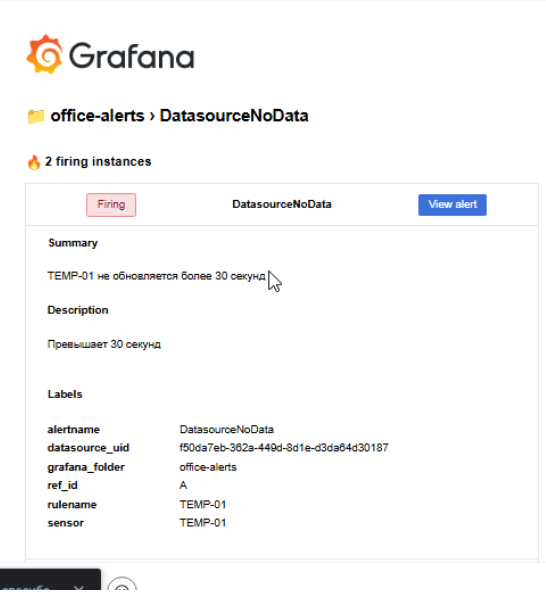 Grafana
office-alerts › DatasourceNoData
2 firing instances
Firing DatasourceNoData View alert
Summary
TEMP-01 не обновляется более 30 секунд
Description
Превышает 30 секунд
Labels
alertname DatasourceNoData
datasource_uid f50da7eb-362a-449d-8d1e-d3da64d30187
grafana_folder office-alerts
ref_id A
rulename TEMP-01
sensor TEMP-01